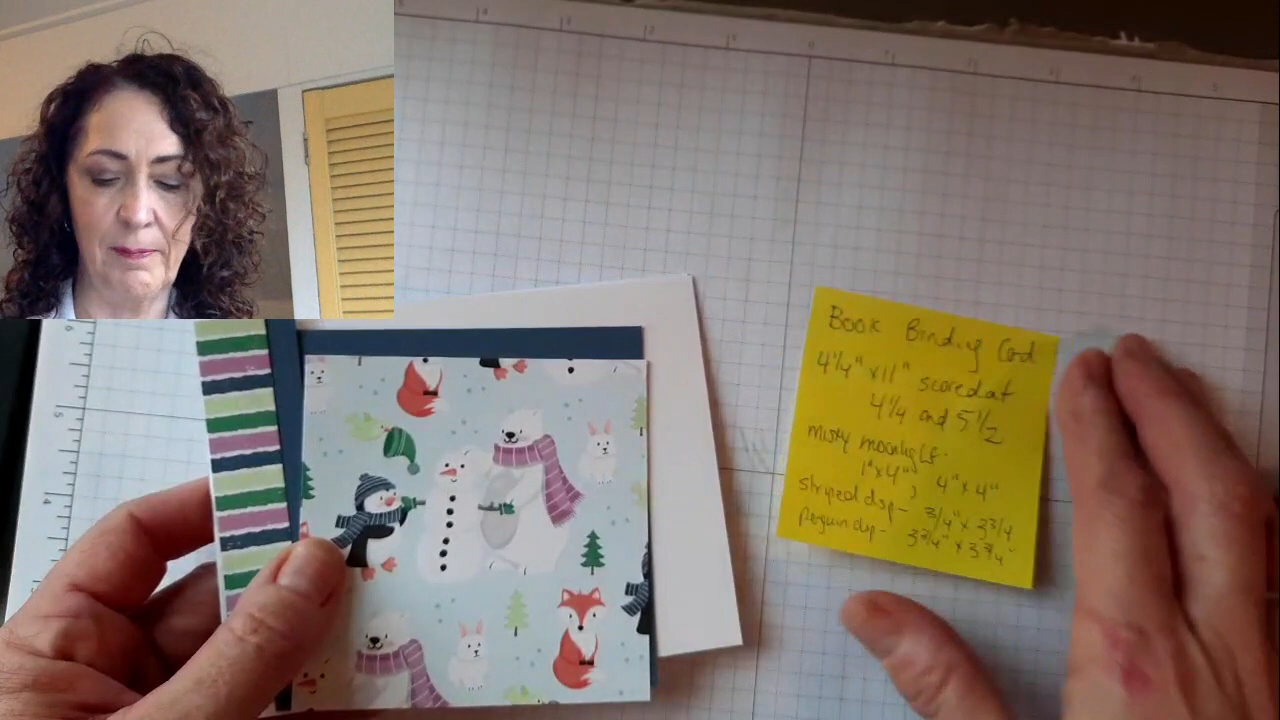 Book Binding Card
4 1/4" x 11" scored at
4 1/4 and 5 1/2
misty moonlight.
1" x 4", 4" x 4"
striped dsp - 3/4" x 3 3/4
Penguin dsp - 3 3/4" x 3 3/4"